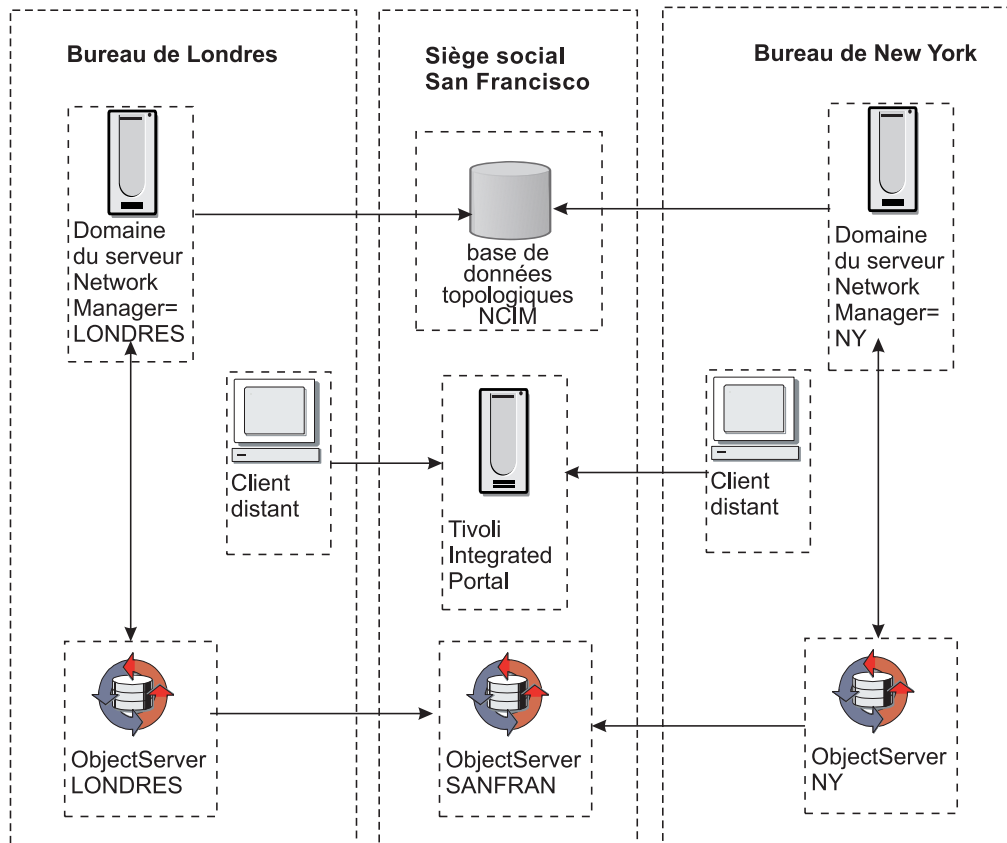 Bureau de Londres
Siège social
San Francisco
Bureau de New York
Domaine
du serveur
Network
Manager=
LONDRES
base de
données
topologiques
NCIM
Domaine
du serveur
Network
Manager=
NY
Client
distant
Tivoli
Integrated
Portal
Client
distant
ObjectServer
LONDRES
ObjectServer
SANFRAN
ObjectServer
NY